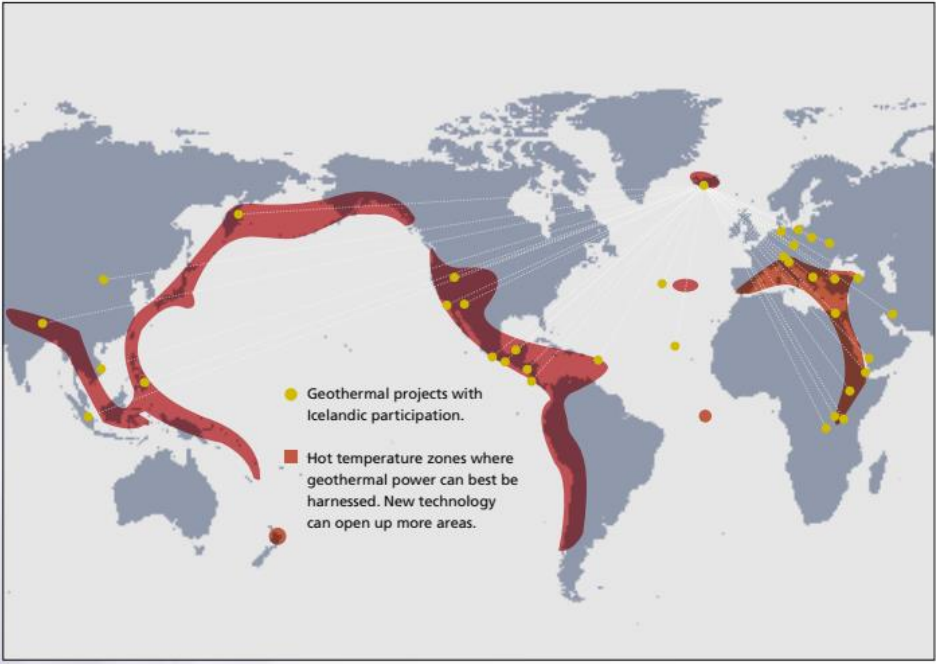 Geothermal projects with
Icelandic participation.
Hot temperature zones where
geothermal power can best be
harnessed. New technology
can open up more areas.